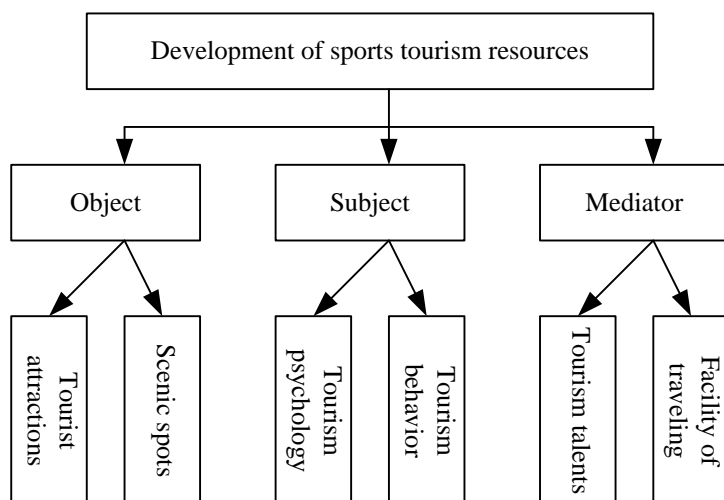 Development of sports tourism resources
Object
Subject
Mediator
Tourist
attractions
Scenic spots
Tourism
psychology
Tourism
behavior
Tourism talents
Facility of
traveling